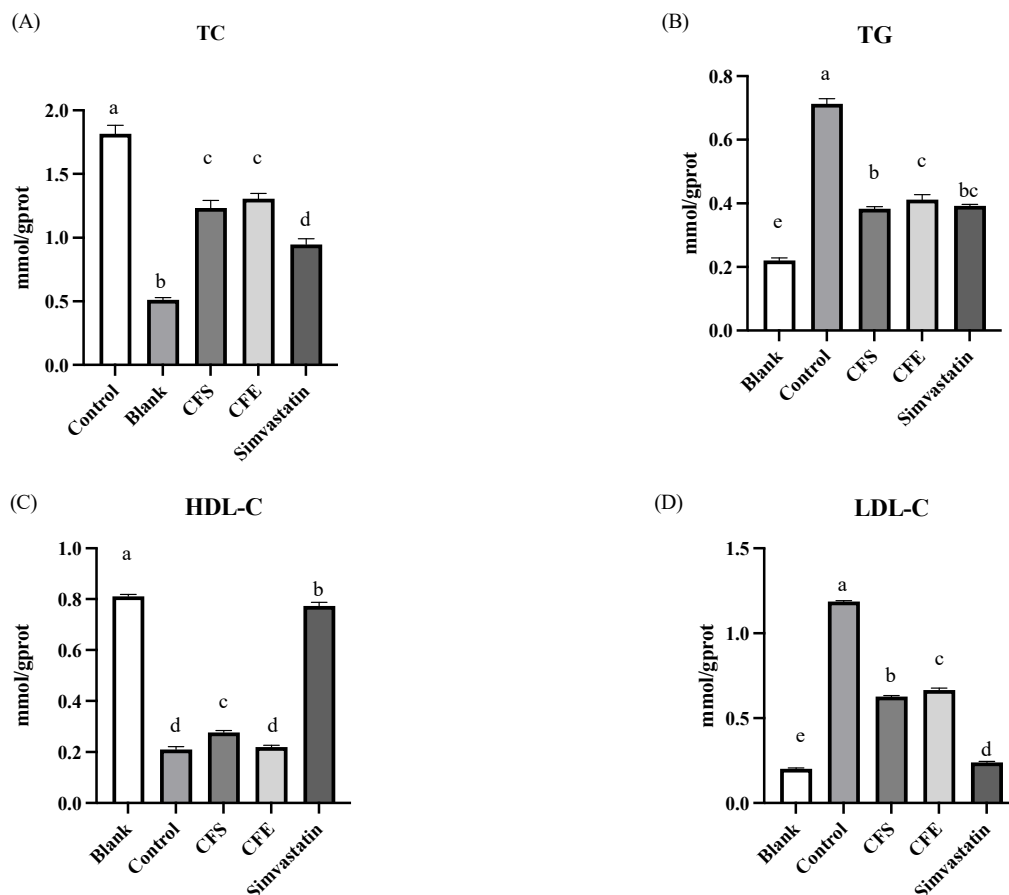 (A)
TC
mmol/gprot
2.0
1.5
1.0
0.5
0.0
a
b
c
c
d
Control
Blank
CFS
CFE
Simvastatin
(B)
TG
mmol/gprot
0.8
0.6
0.4
0.2
0.0
e
a
b
c
bc
Blank
Control
CFS
CFE
Simvastatin
(C)
HDL-C
mmol/gprot
1.0
0.8
0.6
0.4
0.2
0.0
a
d
c
d
b
Blank
Control
CFS
CFE
Simvastatin
(D)
LDL-C
mmol/gprot
1.5
1.0
0.5
0.0
e
a
b
c
d
Blank
Control
CFS
CFE
Simvastatin